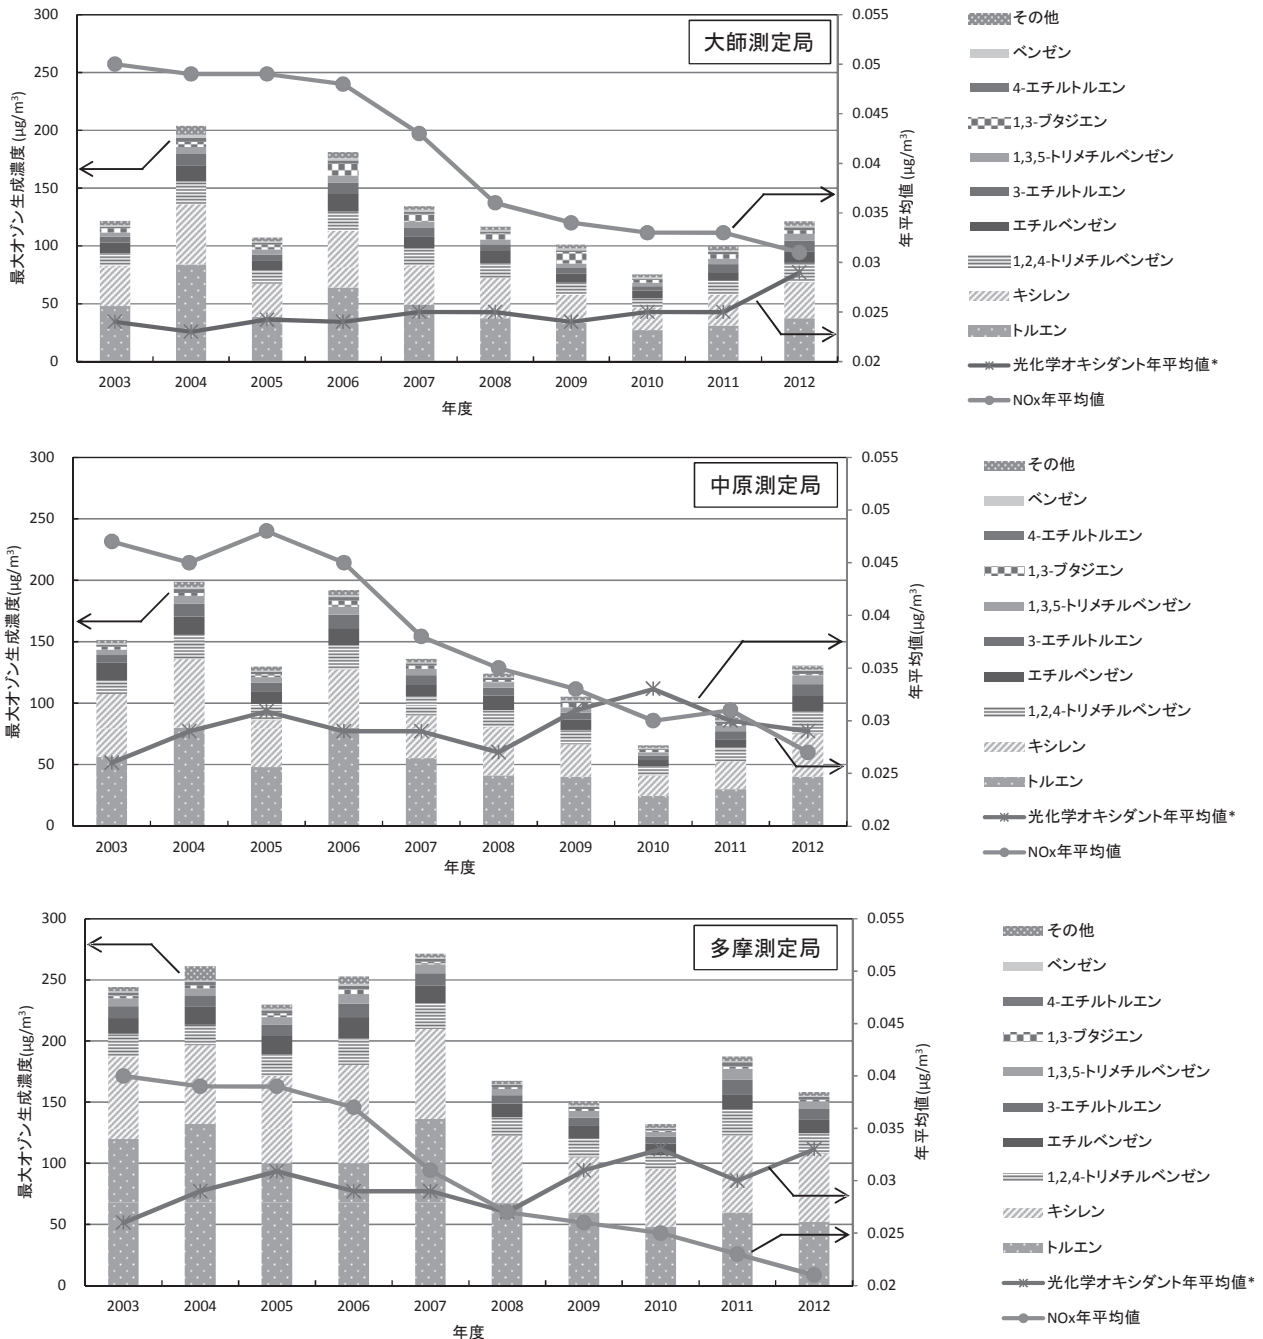 大師測定局
最大オゾン生成濃度 (μg/m³)
300
250
200
150
100
50
0
0.055
0.05
0.045
0.04
0.035
0.03
0.025
0.02
年平均値 (μg/m³)
2003 2004 2005 2006 2007 2008 2009 2010 2011 2012
年度
その他
ベンゼン
4-エチルトルエン
1,3-ブタジエン
1,3,5-トリメチルベンゼン
3-エチルトルエン
エチルベンゼン
1,2,4-トリメチルベンゼン
キシレン
トルエン
光化学オキシダント年平均値*
NOx年平均値
中原測定局
最大オゾン生成濃度(μg/m³)
300
250
200
150
100
50
0
0.055
0.05
0.045
0.04
0.035
0.03
0.025
0.02
年平均値(μg/m³)
2003 2004 2005 2006 2007 2008 2009 2010 2011 2012
年度
その他
ベンゼン
4-エチルトルエン
1,3-ブタジエン
1,3,5-トリメチルベンゼン
3-エチルトルエン
エチルベンゼン
1,2,4-トリメチルベンゼン
キシレン
トルエン
光化学オキシダント年平均値*
NOx年平均値
多摩測定局
最大オゾン生成濃度(μg/m³)
300
250
200
150
100
50
0
0.055
0.05
0.045
0.04
0.035
0.03
0.025
0.02
年平均値(μg/m³)
2003 2004 2005 2006 2007 2008 2009 2010 2011 2012
年度
その他
ベンゼン
4-エチルトルエン
1,3-ブタジエン
1,3,5-トリメチルベンゼン
3-エチルトルエン
エチルベンゼン
1,2,4-トリメチルベンゼン
キシレン
トルエン
光化学オキシダント年平均値*
NOx年平均値